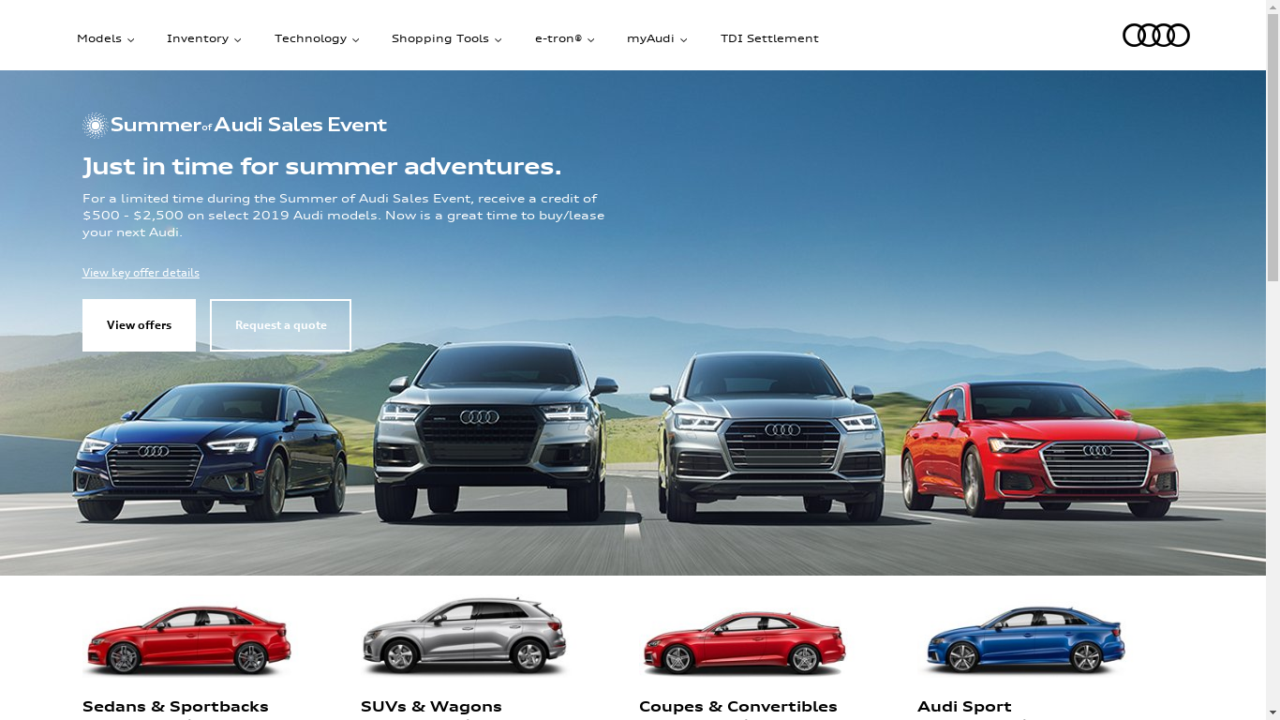 Models
Inventory
Technology
Shopping Tools
e-tron®
myAudi
TDI Settlement
Summer of Audi Sales Event
Just in time for summer adventures.
For a limited time during the Summer of Audi Sales Event, receive a credit of
$500 - $2,500 on select 2019 Audi models. Now is a great time to buy/lease
your next Audi.
View key offer details
View offers
Request a quote
Sedans & Sportbacks
SUVs & Wagons
Coupes & Convertibles
Audi Sport